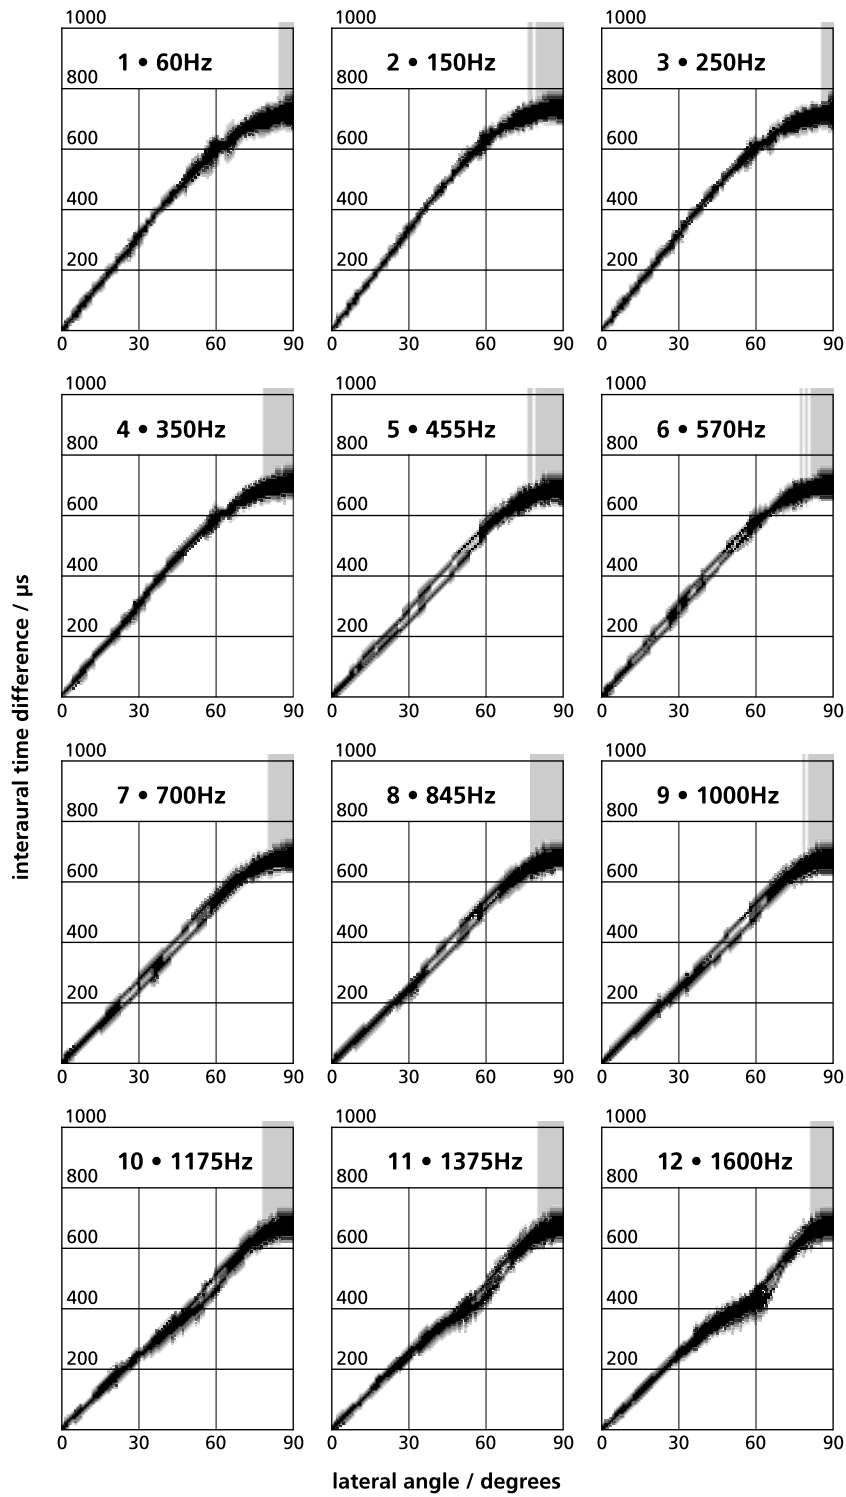 1000
1 • 60Hz
800
600
400
200
0 30 60 90
1000
2 • 150Hz
800
600
400
200
0 30 60 90
1000
3 • 250Hz
800
600
400
200
0 30 60 90
1000
4 • 350Hz
800
600
400
200
0 30 60 90
1000
5 • 455Hz
800
600
400
200
0 30 60 90
1000
6 • 570Hz
800
600
400
200
0 30 60 90
interaural time difference / µs
1000
7 • 700Hz
800
600
400
200
0 30 60 90
1000
8 • 845Hz
800
600
400
200
0 30 60 90
1000
9 • 1000Hz
800
600
400
200
0 30 60 90
1000
10 • 1175Hz
800
600
400
200
0 30 60 90
1000
11 • 1375Hz
800
600
400
200
0 30 60 90
1000
12 • 1600Hz
800
600
400
200
0 30 60 90
lateral angle / degrees